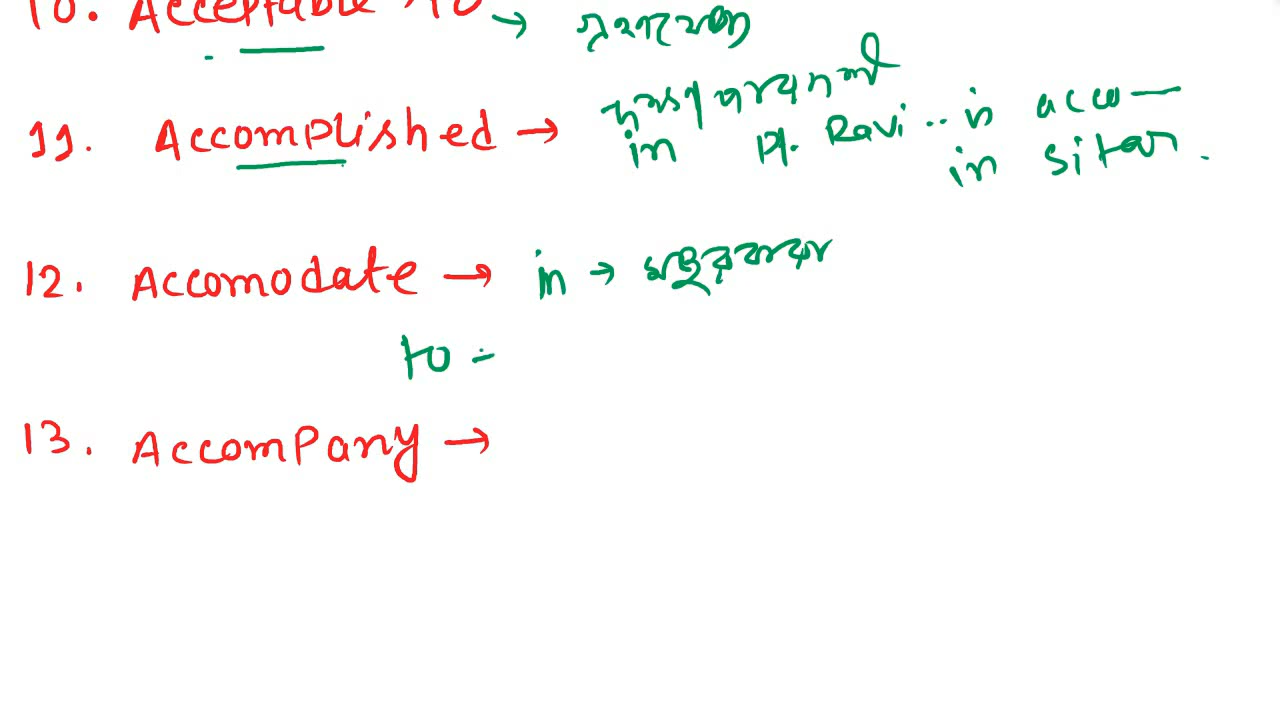 10. Acceptable to →
11. Accomplished → in Pt. Ravi .. is acco—
in sitar.
12. Accomodate → in →
to -
13. Accompany →